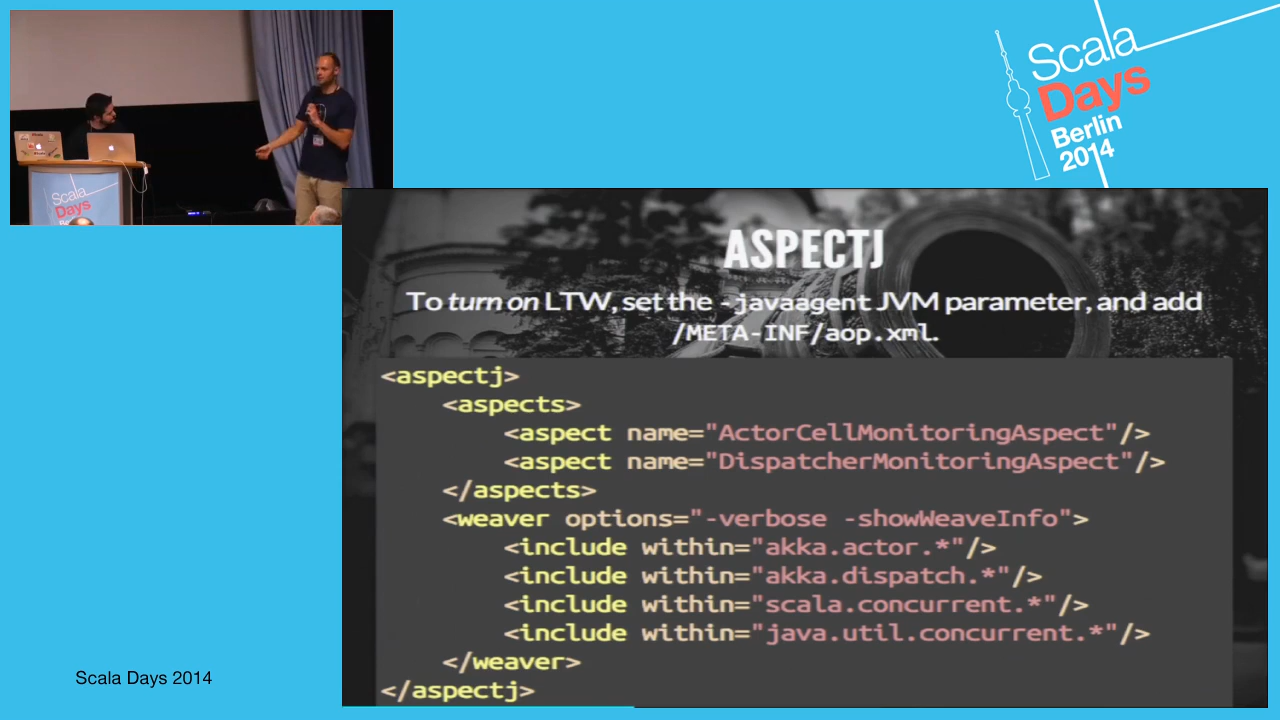 Scala
Days
Berlin
2014
Scala
Days
ASPECTJ
To turn on LTW, set the -javaagent JVM parameter, and add
/META-INF/aop.xml.
<aspectj>
    <aspects>
        <aspect name="ActorCellMonitoringAspect"/>
        <aspect name="DispatcherMonitoringAspect"/>
    </aspects>
    <weaver options="-verbose -showWeaveInfo">
        <include within="akka.actor.*"/>
        <include within="akka.dispatch.*"/>
        <include within="scala.concurrent.*"/>
        <include within="java.util.concurrent.*"/>
    </weaver>
</aspectj>
Scala Days 2014